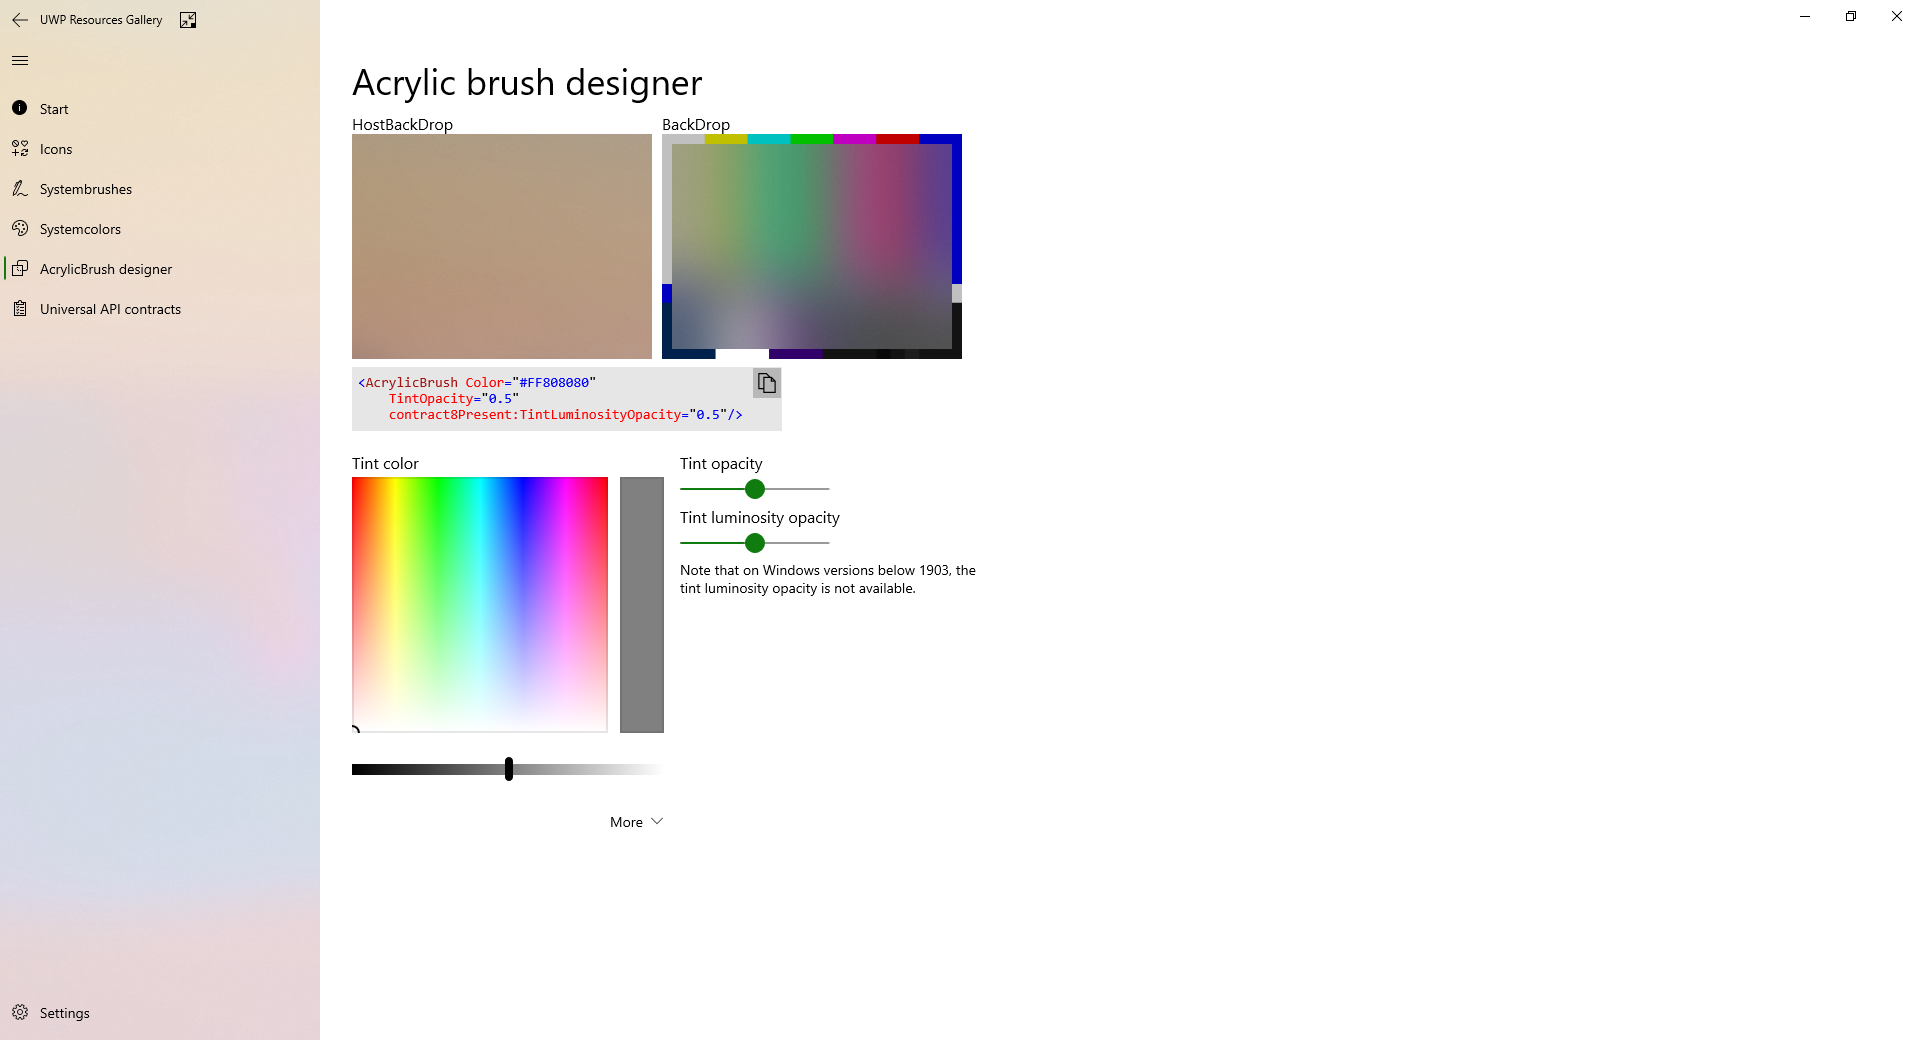 UWP Resources Gallery
Start
Icons
Systembrushes
Systemcolors
AcrylicBrush designer
Universal API contracts
Settings
Acrylic brush designer
HostBackDrop
BackDrop
<AcrylicBrush Color="#FF808080"
TintOpacity="0.5"
contract8Present:TintLuminosityOpacity="0.5"/>
Tint color
Tint opacity
Tint luminosity opacity
Note that on Windows versions below 1903, the
tint luminosity opacity is not available.
More